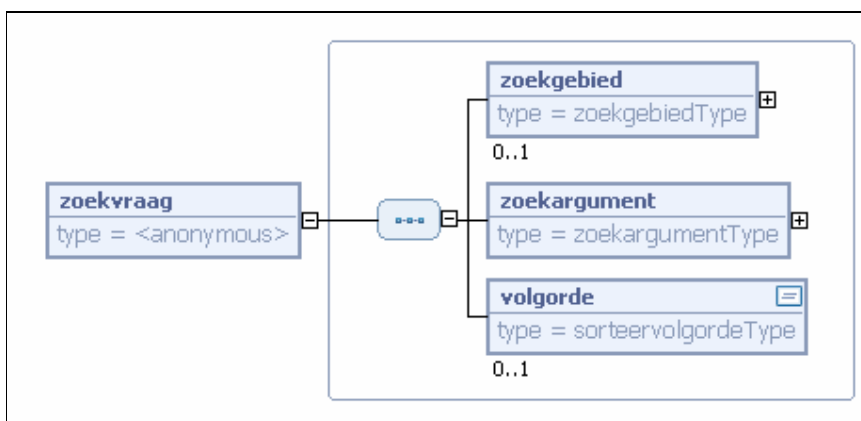 zoekgebied
type = zoekgebiedType
0..1
zoekvraag
type = <anonymous>
zoekargument
type = zoekargumentType
volgorde
type = sorteervolgordeType
0..1